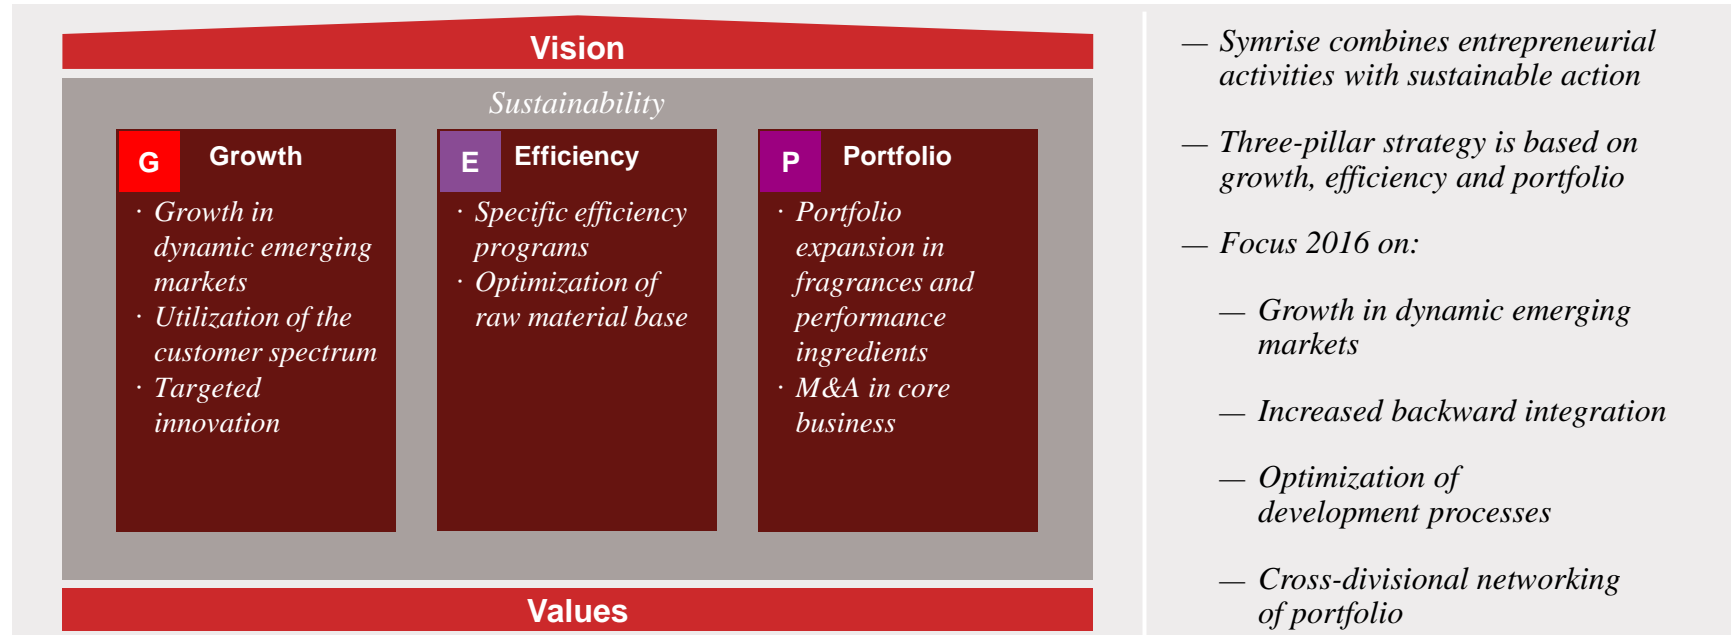 Vision
Sustainability
G Growth
· Growth in
dynamic emerging
markets
· Utilization of the
customer spectrum
· Targeted
innovation
E Efficiency
· Specific efficiency
programs
· Optimization of
raw material base
P Portfolio
· Portfolio
expansion in
fragrances and
performance
ingredients
· M&A in core
business
Values
— Symrise combines entrepreneurial
activities with sustainable action
— Three-pillar strategy is based on
growth, efficiency and portfolio
— Focus 2016 on:
— Growth in dynamic emerging
markets
— Increased backward integration
— Optimization of
development processes
— Cross-divisional networking
of portfolio